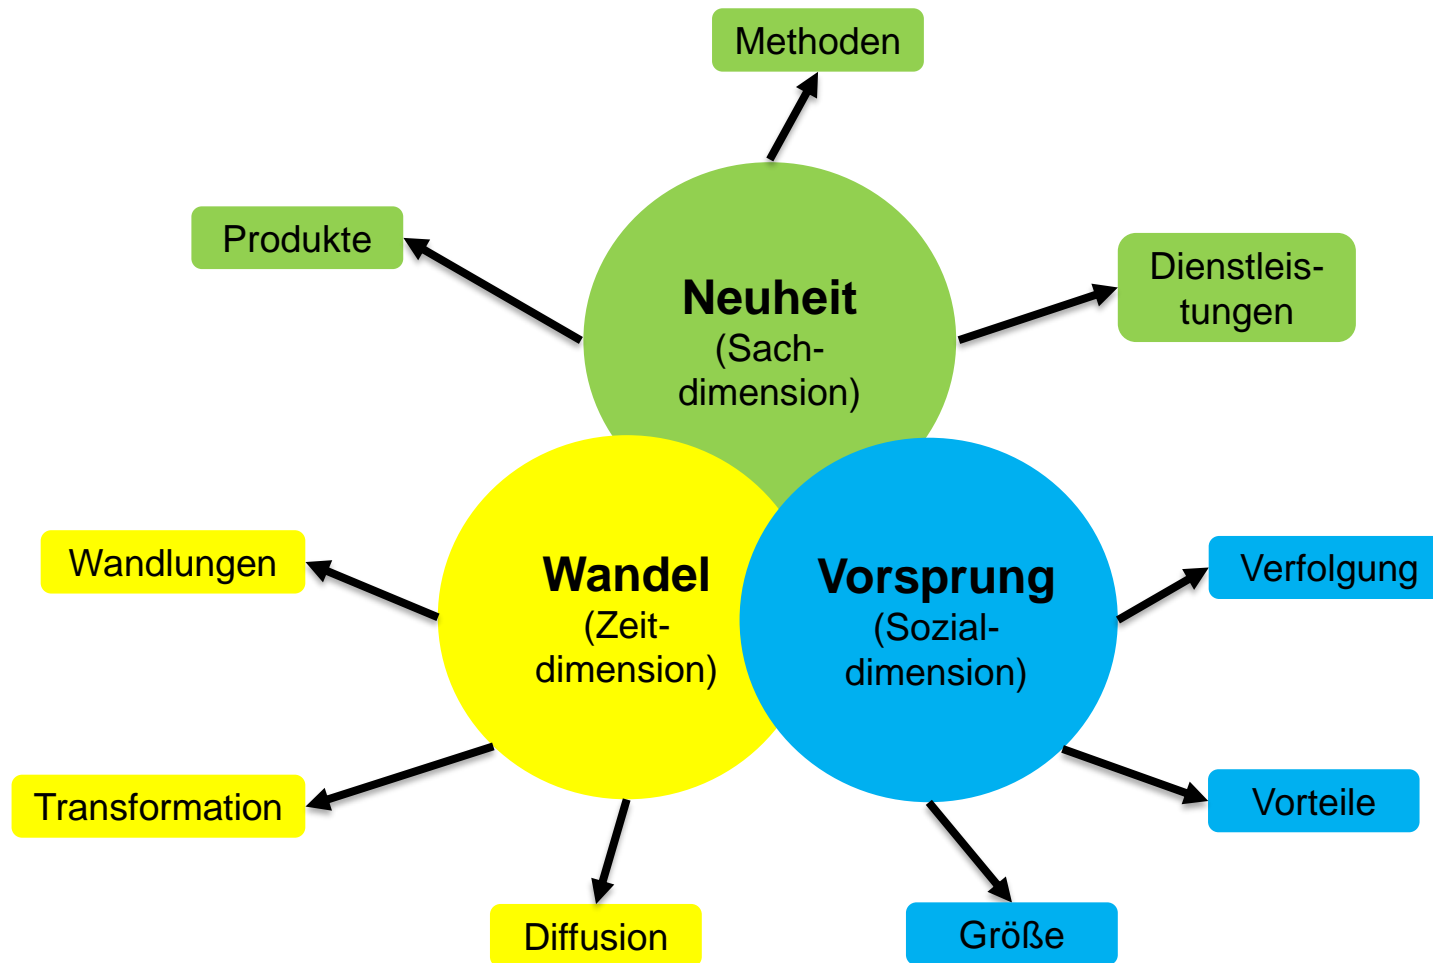 Methoden
Produkte
Dienstleis-
tungen
Neuheit
(Sach-
dimension)
Wandlungen
Wandel
(Zeit-
dimension)
Vorsprung
(Sozial-
dimension)
Verfolgung
Transformation
Vorteile
Diffusion
Größe